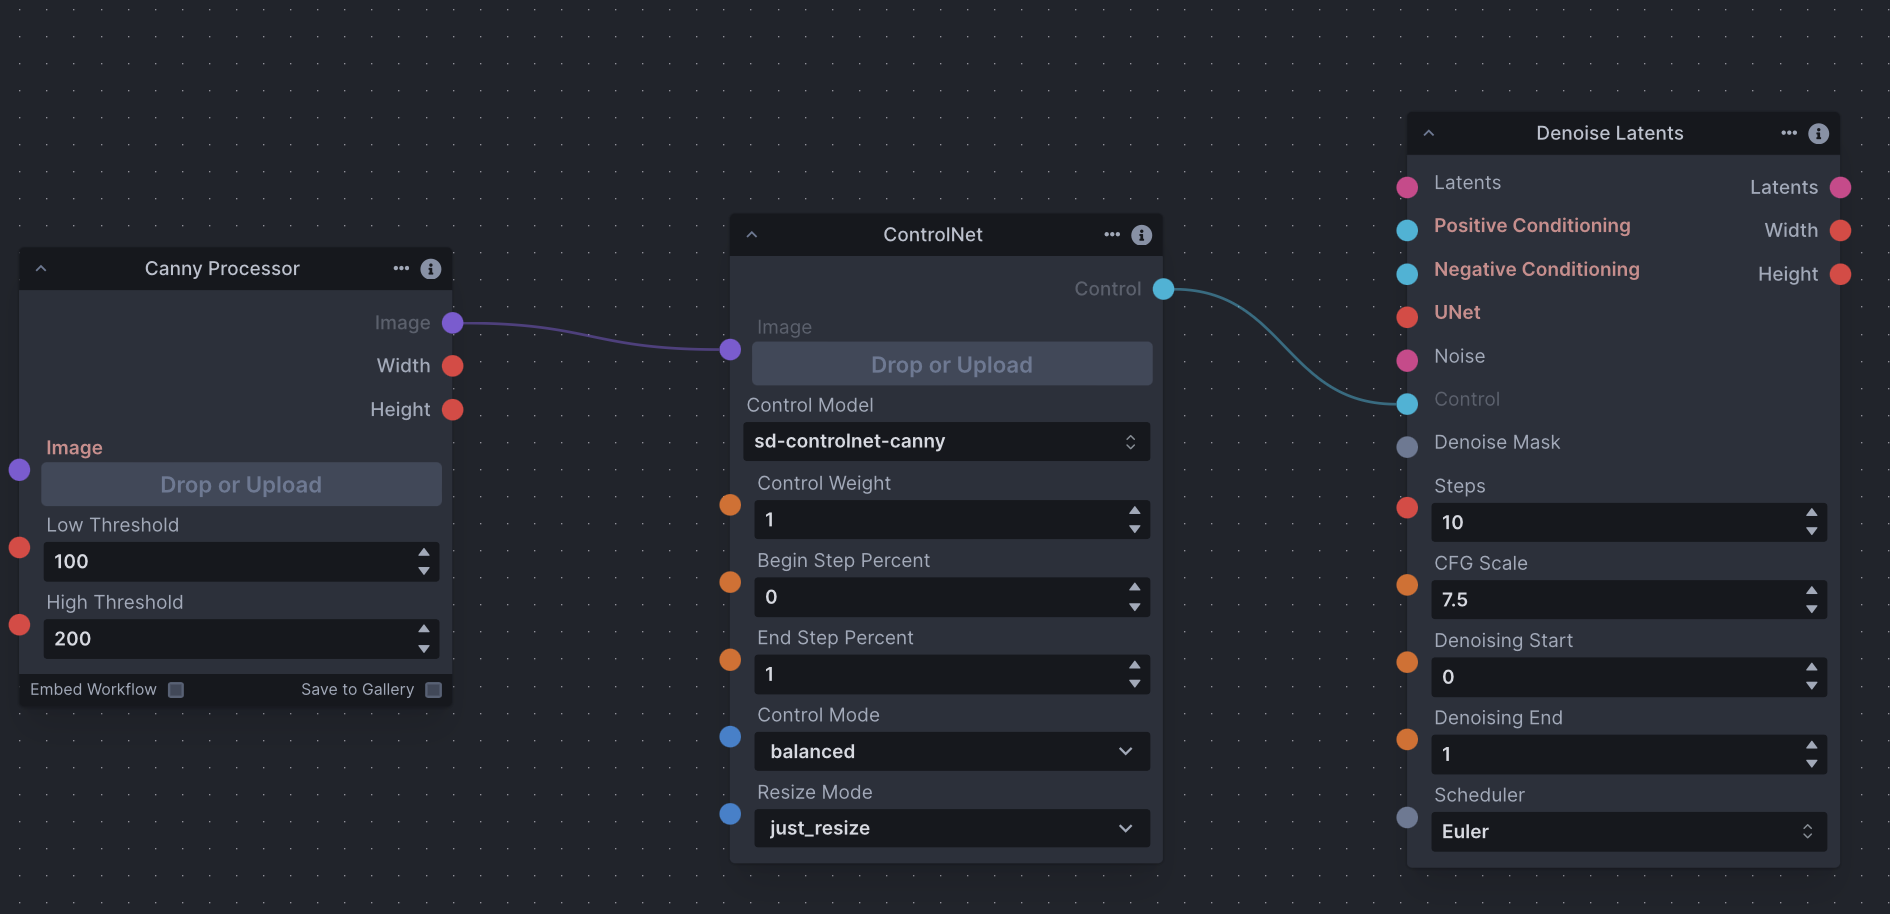 Canny Processor
Image
Width
Height
Image
Drop or Upload
Low Threshold
100
High Threshold
200
Embed Workflow
Save to Gallery
ControlNet
Control
Image
Drop or Upload
Control Model
sd-controlnet-canny
Control Weight
1
Begin Step Percent
0
End Step Percent
1
Control Mode
balanced
Resize Mode
just_resize
Denoise Latents
Latents
Latents
Positive Conditioning
Width
Negative Conditioning
Height
UNet
Noise
Control
Denoise Mask
Steps
10
CFG Scale
7.5
Denoising Start
0
Denoising End
1
Scheduler
Euler